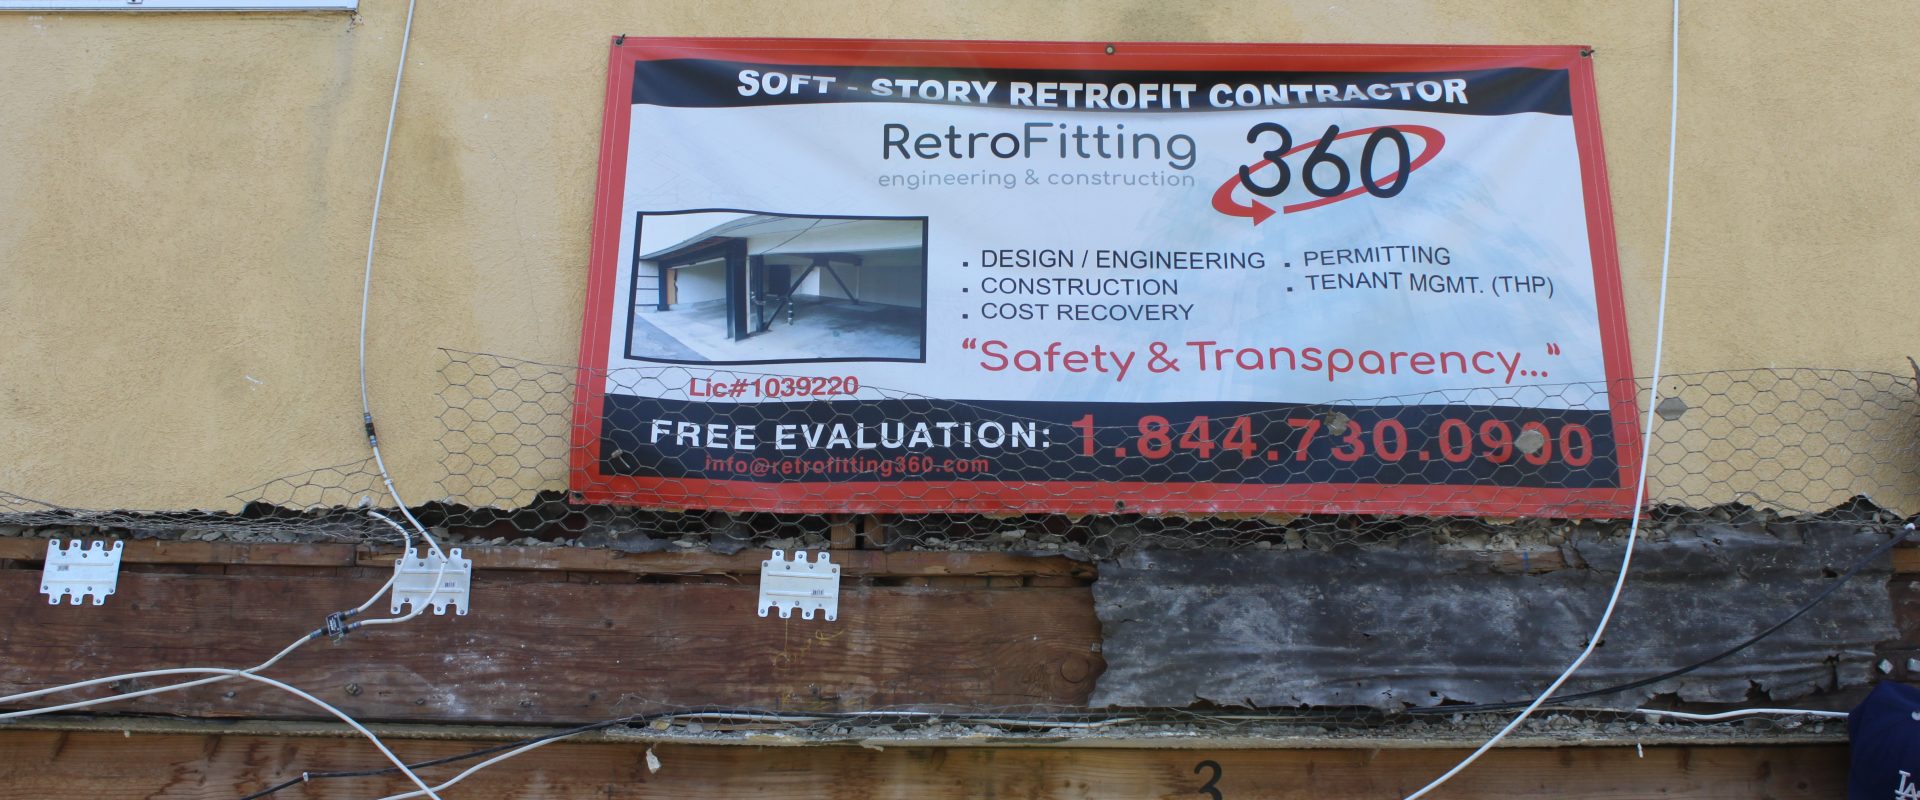 SOFT - STORY RETROFIT CONTRACTOR
RetroFitting 360
engineering & construction
. DESIGN / ENGINEERING
. CONSTRUCTION
. COST RECOVERY
. PERMITTING
. TENANT MGMT. (THP)
“Safety & Transparency...”
Lic#1039220
FREE EVALUATION: 1.844.730.0900
info@retrofitting360.com
3
LA